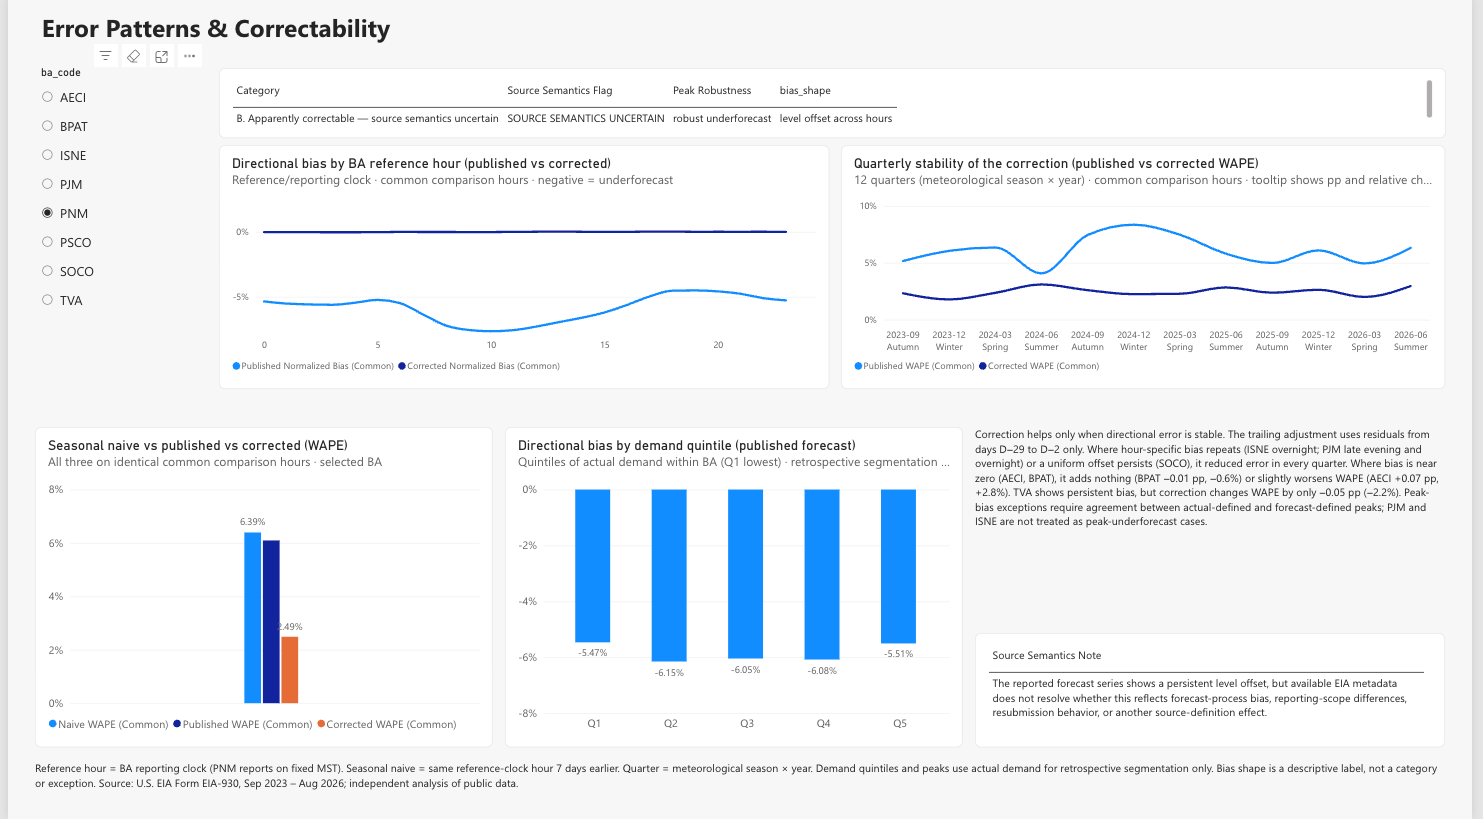 Error Patterns & Correctability
ba_code
AECI
BPAT
ISNE
PJM
PNM
PSCO
SOCO
TVA
Category Source Semantics Flag Peak Robustness bias_shape
B. Apparently correctable — source semantics uncertain SOURCE SEMANTICS UNCERTAIN robust underforecast level offset across hours
Directional bias by BA reference hour (published vs corrected)
Reference/reporting clock · common comparison hours · negative = underforecast
0%
-5%
0 5 10 15 20
Published Normalized Bias (Common) Corrected Normalized Bias (Common)
Quarterly stability of the correction (published vs corrected WAPE)
12 quarters (meteorological season × year) · common comparison hours · tooltip shows pp and relative ch...
10%
5%
0%
2023-09 2023-12 2024-03 2024-06 2024-09 2024-12 2025-03 2025-06 2025-09 2025-12 2026-03 2026-06
Autumn Winter Spring Summer Autumn Winter Spring Summer Autumn Winter Spring Summer
Published WAPE (Common) Corrected WAPE (Common)
Seasonal naive vs published vs corrected (WAPE)
All three on identical common comparison hours · selected BA
8%
6.39%
6%
4%
2.49%
2%
0%
Naive WAPE (Common) Published WAPE (Common) Corrected WAPE (Common)
Directional bias by demand quintile (published forecast)
Quintiles of actual demand within BA (Q1 lowest) · retrospective segmentation ...
0%
-2%
-4%
-6%
-8%
-5.47% -6.15% -6.05% -6.08% -5.51%
Q1 Q2 Q3 Q4 Q5
Correction helps only when directional error is stable. The trailing adjustment uses residuals from
days D−29 to D−2 only. Where hour-specific bias repeats (ISNE overnight; PJM late evening and
overnight) or a uniform offset persists (SOCO), it reduced error in every quarter. Where bias is near
zero (AECI, BPAT), it adds nothing (BPAT −0.01 pp, −0.6%) or slightly worsens WAPE (AECI +0.07 pp,
+2.8%). TVA shows persistent bias, but correction changes WAPE by only −0.05 pp (−2.2%). Peak-
bias exceptions require agreement between actual-defined and forecast-defined peaks; PJM and
ISNE are not treated as peak-underforecast cases.
Source Semantics Note
The reported forecast series shows a persistent level offset, but available EIA metadata
does not resolve whether this reflects forecast-process bias, reporting-scope differences,
resubmission behavior, or another source-definition effect.
Reference hour = BA reporting clock (PNM reports on fixed MST). Seasonal naive = same reference-clock hour 7 days earlier. Quarter = meteorological season × year. Demand quintiles and peaks use actual demand for retrospective segmentation only. Bias shape is a descriptive label, not a category
or exception. Source: U.S. EIA Form EIA-930, Sep 2023 – Aug 2026; independent analysis of public data.